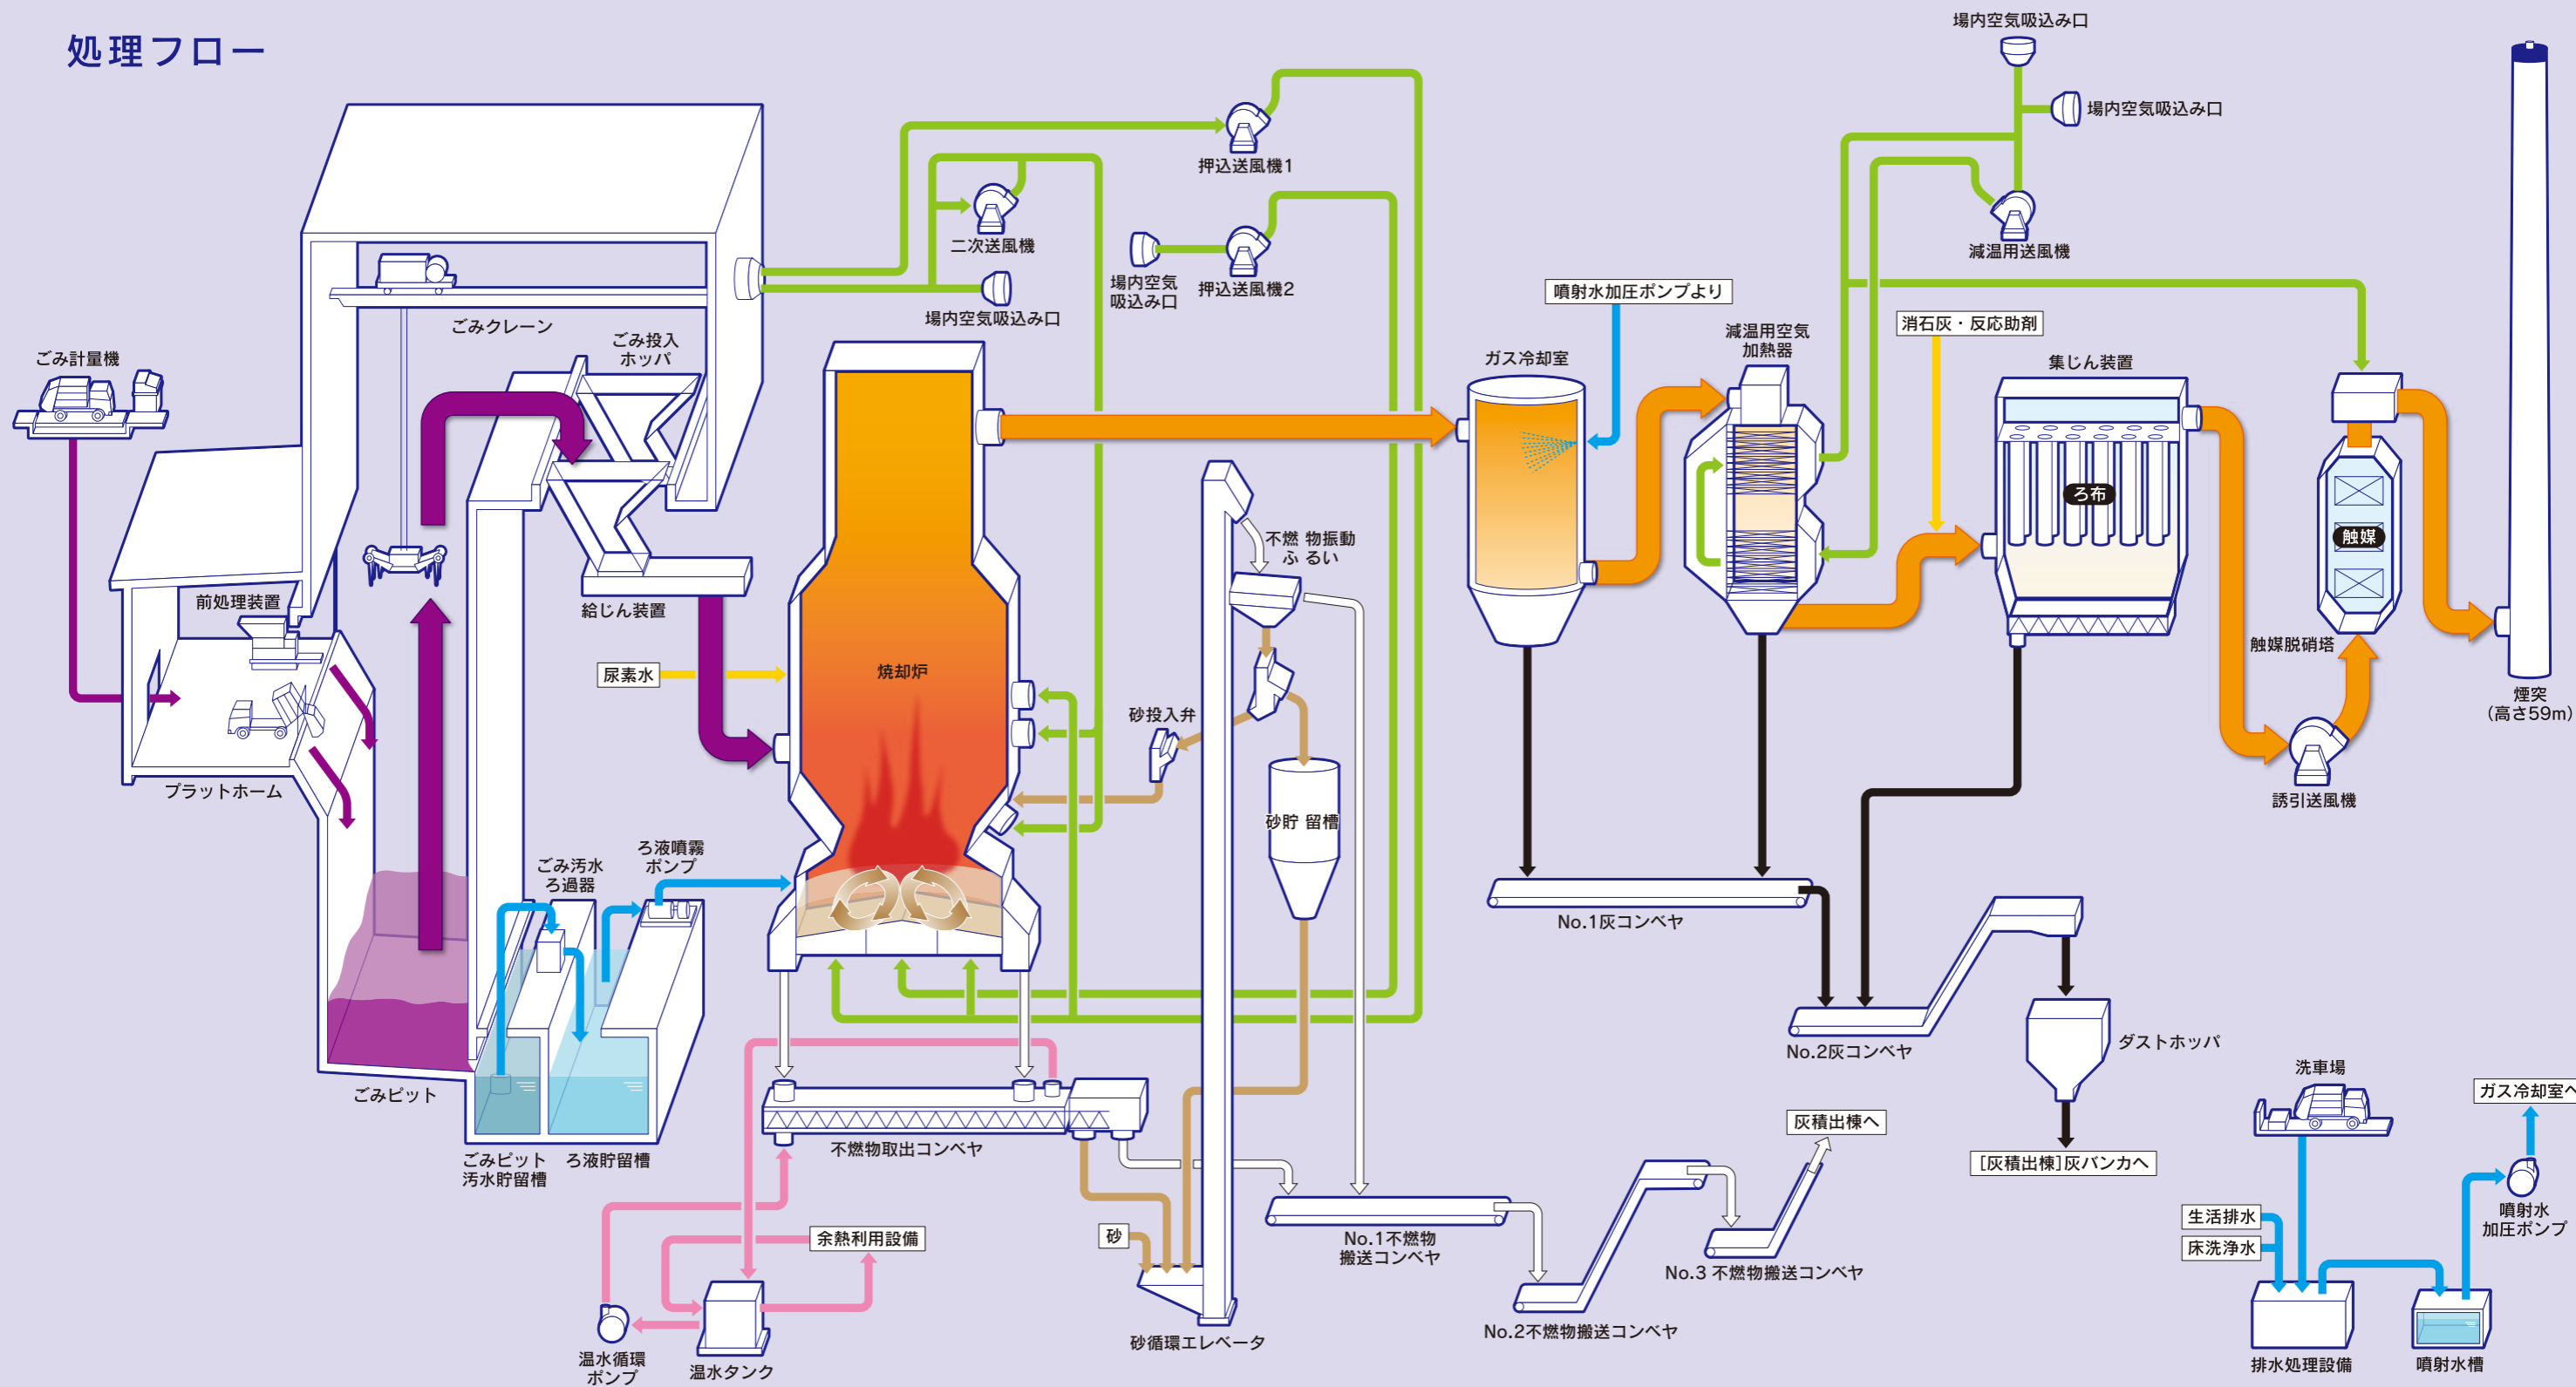 処理フロー
場内空気吸込み口
場内空気吸込み口
押込送風機1
二次送風機
減温用送風機
場内空気
吸込み口
押込送風機2
噴射水加圧ポンプより
場内空気吸込み口
ごみクレーン
ごみ投入
ホッパ
消石灰・反応助剤
減温用空気
加熱器
ごみ計量機
ガス冷却室
集じん装置
ろ布
触媒
不燃 物振動
ふ るい
前処理装置
給じん装置
触媒脱硝塔
尿素水
焼却炉
煙突
(高さ59m)
砂投入弁
プラットホーム
誘引送風機
砂貯 留槽
ごみ汚水
ろ過器
ろ液噴霧
ポンプ
No.1灰コンベヤ
No.2灰コンベヤ
ダストホッパ
洗車場
ごみピット
ガス冷却室へ
灰積出棟へ
不燃物取出コンベヤ
ごみピット
汚水貯留槽
ろ液貯留槽
[灰積出棟]灰バンカへ
生活排水
床洗浄水
噴射水
加圧ポンプ
余熱利用設備
砂
No.1不燃物
搬送コンベヤ
No.3 不燃物搬送コンベヤ
No.2不燃物搬送コンベヤ
砂循環エレベータ
温水循環
ポンプ
温水タンク
排水処理設備
噴射水槽